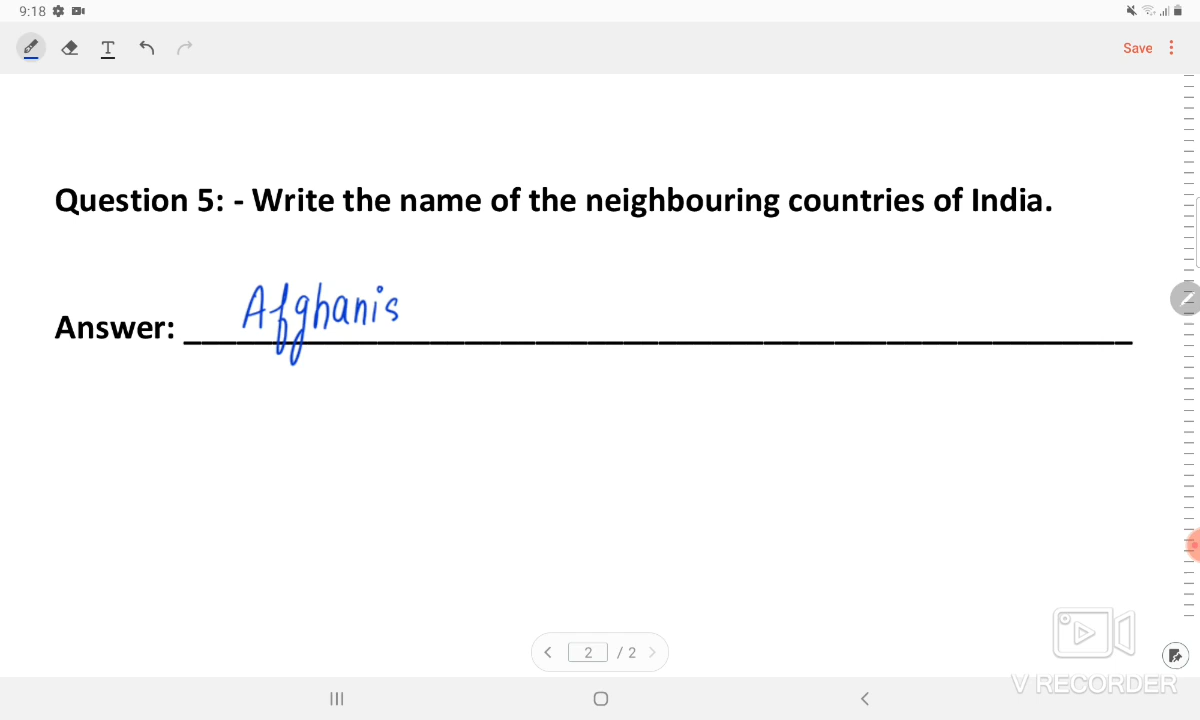 9:18
T
Save
Question 5: - Write the name of the neighbouring countries of India.
Afghanis
Answer: ______________________________________________________
2 / 2
V RECORDER